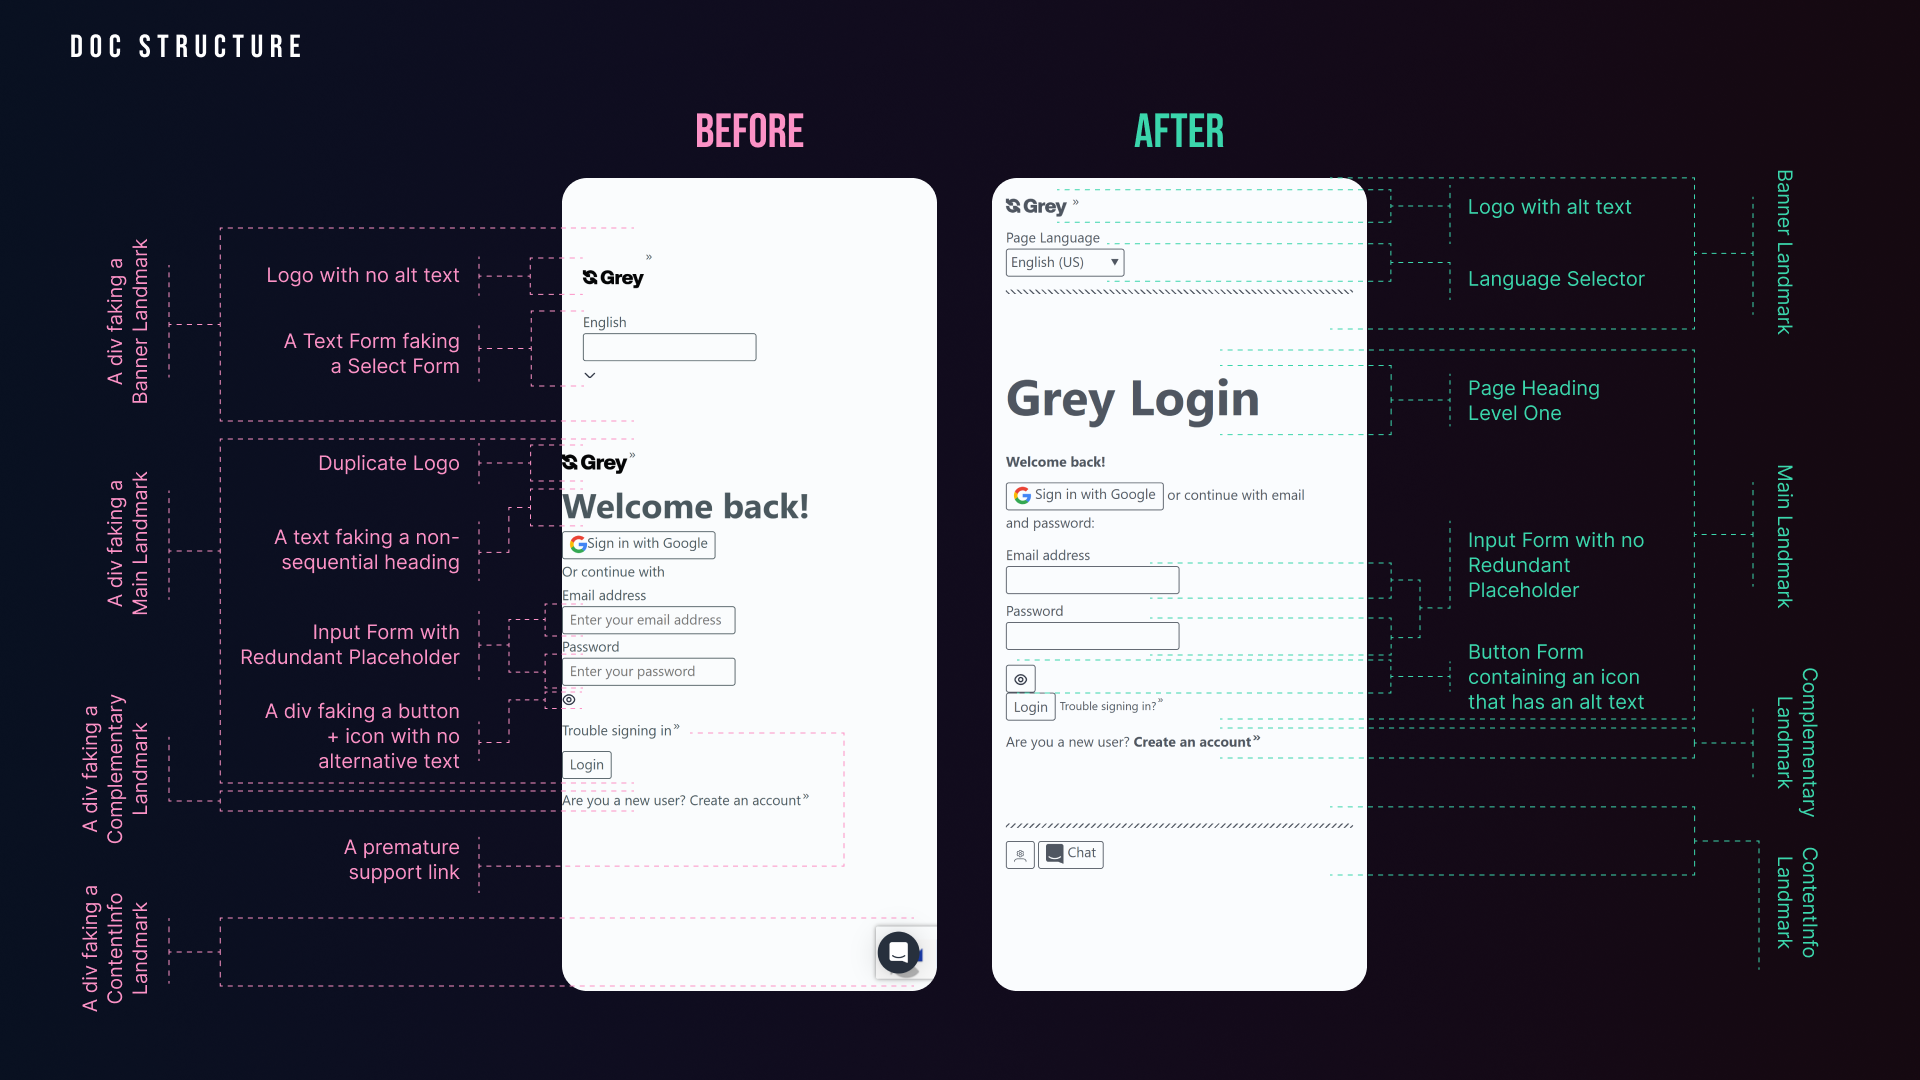 DOC STRUCTURE
BEFORE
A div faking a
Banner Landmark
Logo with no alt text
A Text Form faking
a Select Form
A div faking a
Main Landmark
Duplicate Logo
A text faking a non-
sequential heading
Input Form with
Redundant Placeholder
A div faking a button
+ icon with no
alternative text
A div faking a
Complementary
Landmark
A premature
support link
A div faking a
ContentInfo
Landmark
»
Grey
English
Grey»
Welcome back!
Sign in with Google
Or continue with
Email address
Enter your email address
Password
Enter your password
Trouble signing in»
Login
Are you a new user? Create an account»
AFTER
Grey »
Page Language
English (US)
Grey Login
Welcome back!
Sign in with Google or continue with email
and password:
Email address
Password
Login Trouble signing in?»
Are you a new user? Create an account»
Chat
Logo with alt text
Language Selector
Banner Landmark
Page Heading
Level One
Input Form with no
Redundant
Placeholder
Button Form
containing an icon
that has an alt text
Main Landmark
Complementary
Landmark
ContentInfo
Landmark